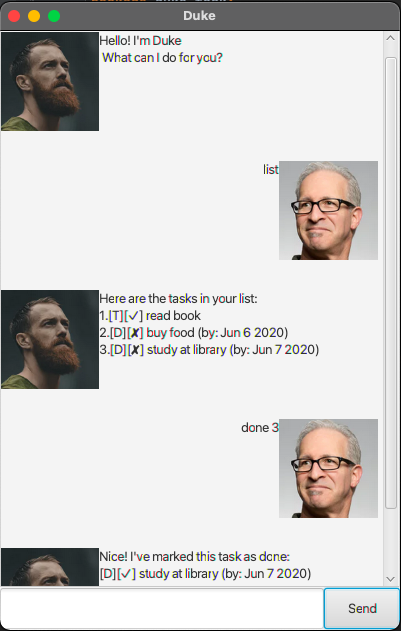 Duke
Hello! I'm Duke
What can I do for you?
list
Here are the tasks in your list:
1.[T][✓] read book
2.[D][✘] buy food (by: Jun 6 2020)
3.[D][✘] study at library (by: Jun 7 2020)
done 3
Nice! I've marked this task as done:
[D][✓] study at library (by: Jun 7 2020)
Send